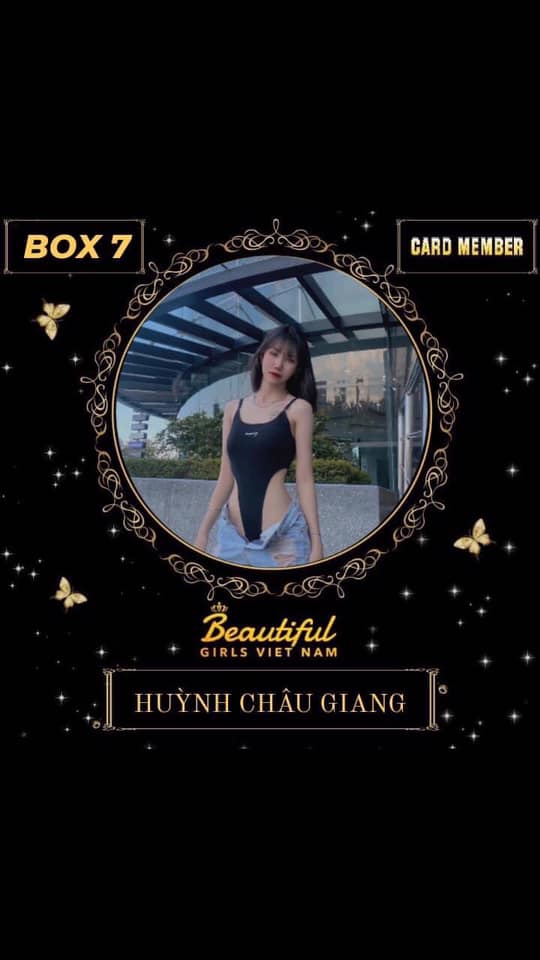 BOX 7
CARD MEMBER
Beautiful
GIRLS VIET NAM
HUỲNH CHÂU GIANG